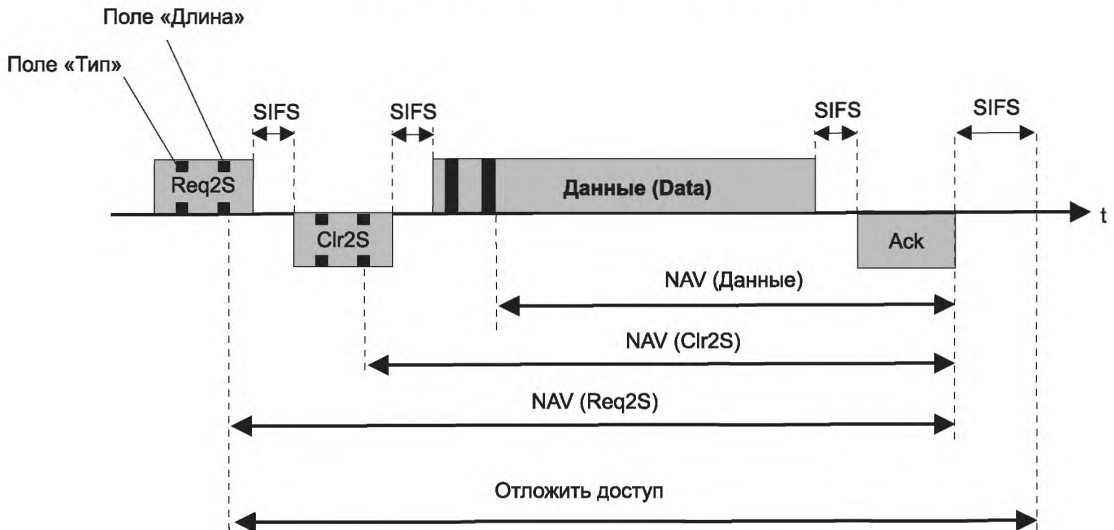 Поле «Длина»
Поле «Тип»
SIFS
SIFS
SIFS
SIFS
Req2S
Данные (Data)
t
Clr2S
Ack
NAV (Данные)
NAV (Clr2S)
NAV (Req2S)
Отложить доступ